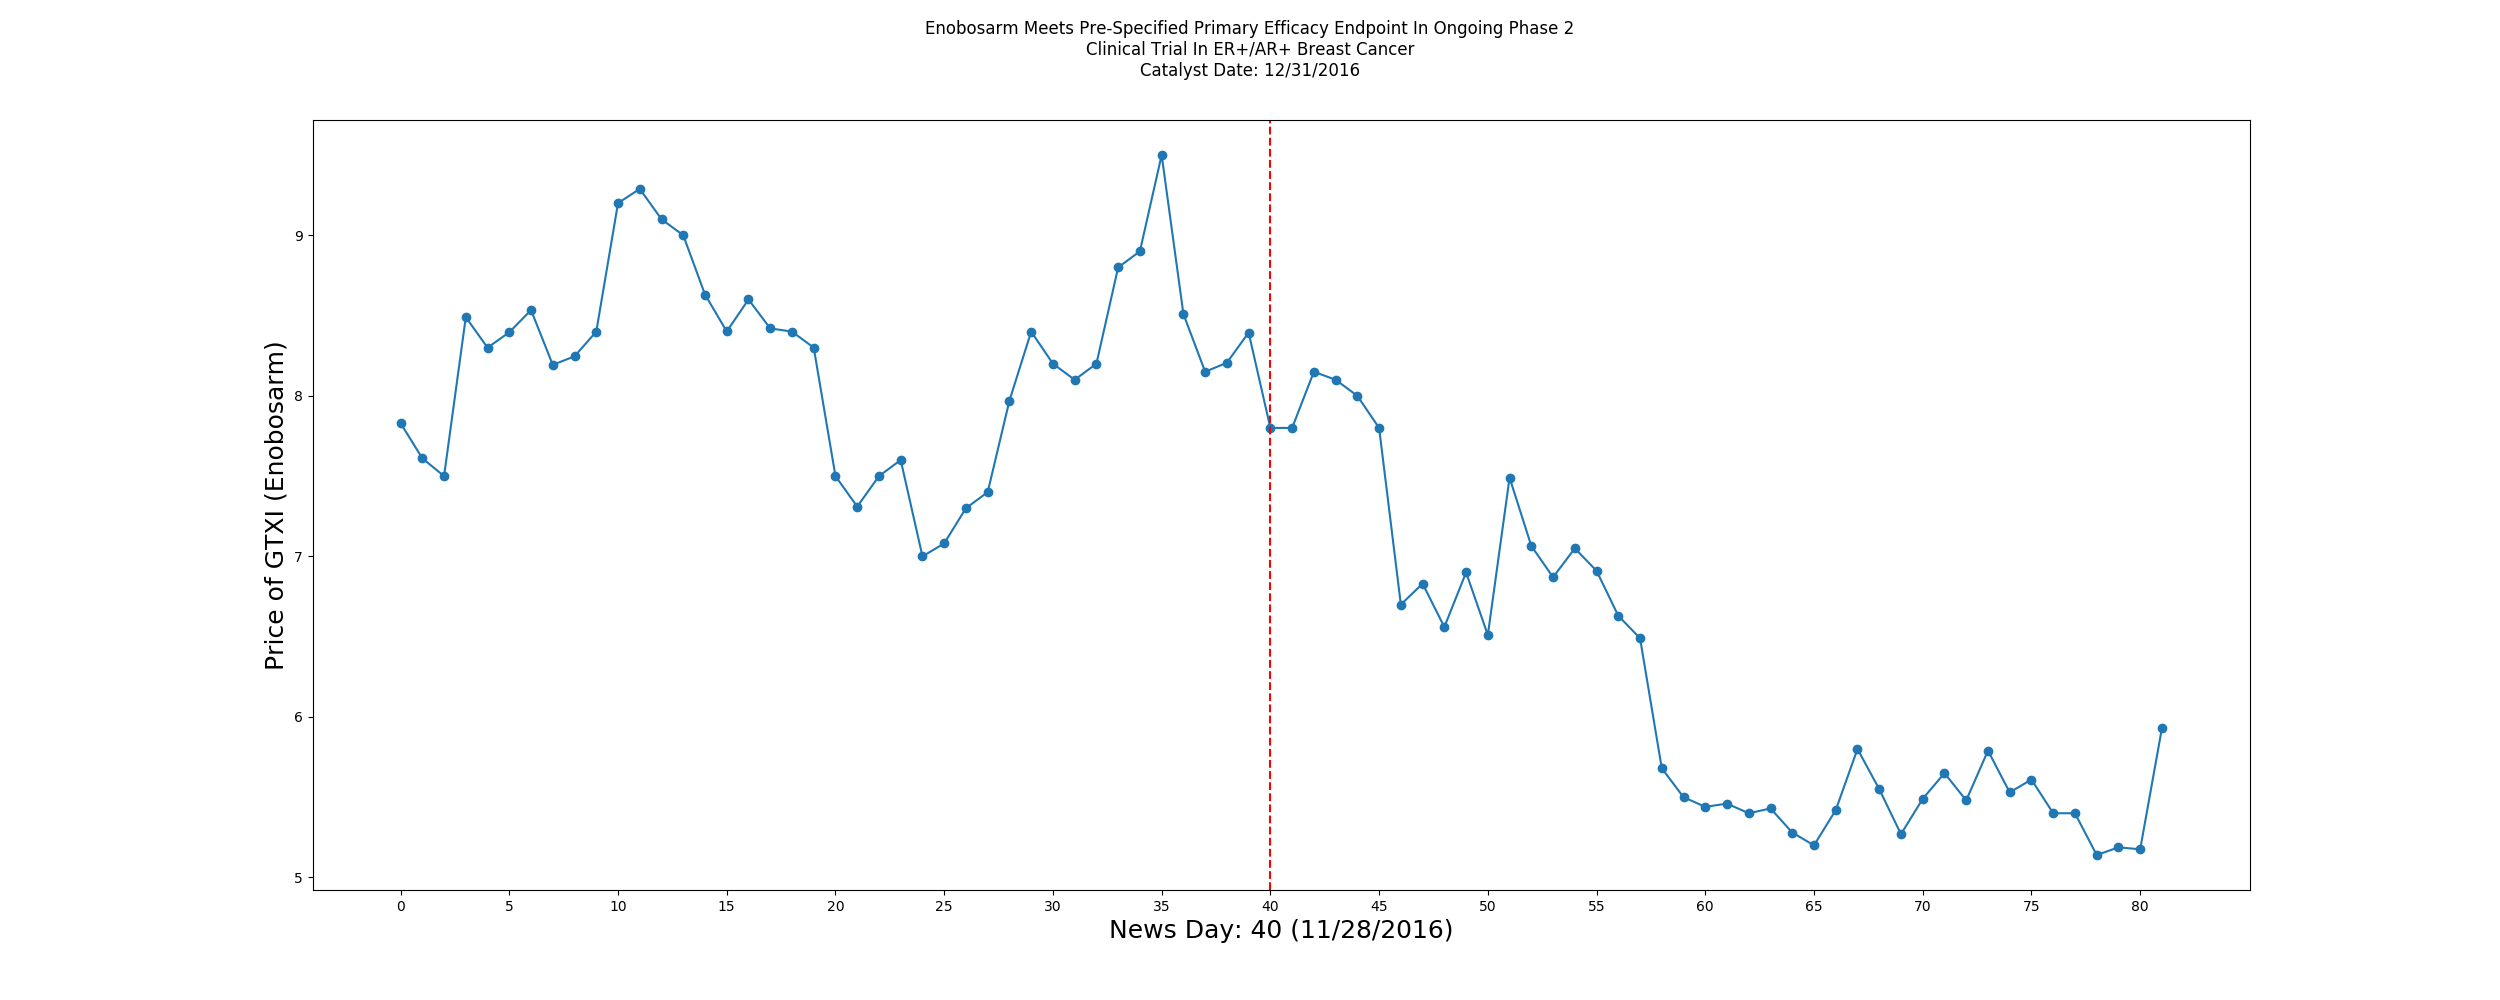 Enobosarm Meets Pre-Specified Primary Efficacy Endpoint In Ongoing Phase 2
Clinical Trial In ER+/AR+ Breast Cancer
Catalyst Date: 12/31/2016
Price of GTXI (Enobosarm)
9
8
7
6
5
0 5 10 15 20 25 30 35 40 45 50 55 60 65 70 75 80
News Day: 40 (11/28/2016)